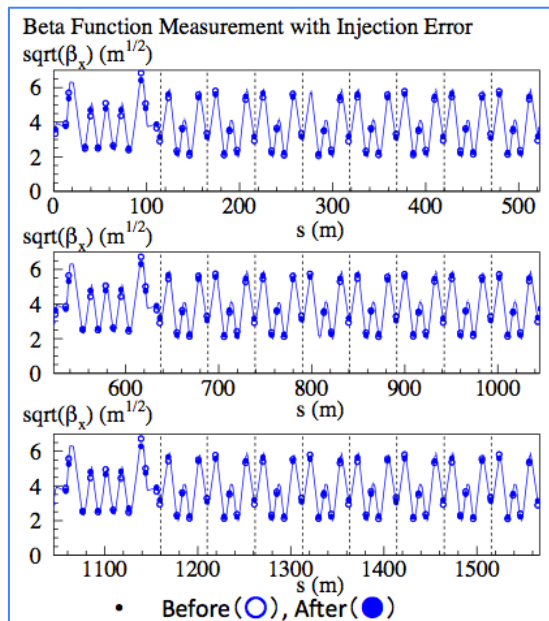 Beta Function Measurement with Injection Error
sqrt(βx) (m1/2)
6
4
2
0
0 100 200 300 400 500
s (m)
sqrt(βx) (m1/2)
6
4
2
0
600 700 800 900 1000
s (m)
sqrt(βx) (m1/2)
6
4
2
0
1100 1200 1300 1400 1500
s (m)
• Before(○), After(●)